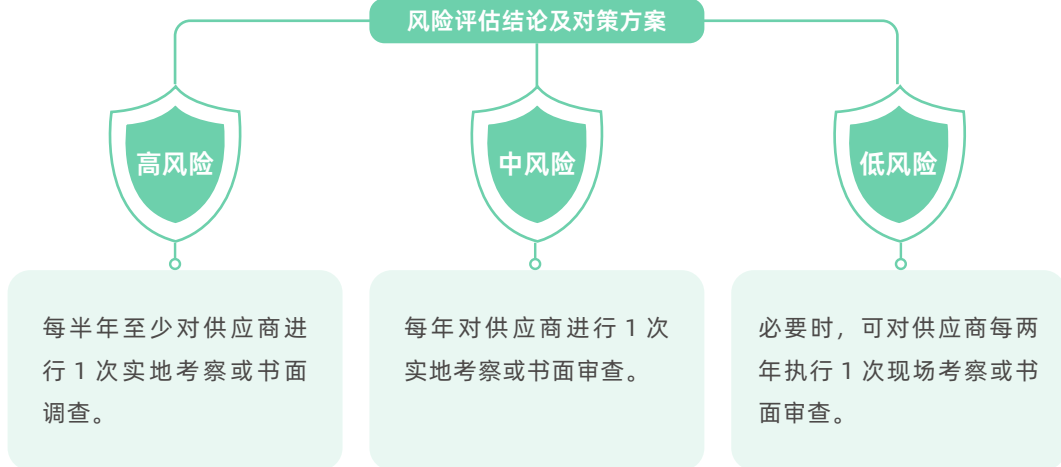 风险评估结论及对策方案
高风险
中风险
低风险
每半年至少对供应商进
行 1 次实地考察或书面
调查。
每年对供应商进行 1 次
实地考察或书面审查。
必要时，可对供应商每两
年执行 1 次现场考察或书
面审查。